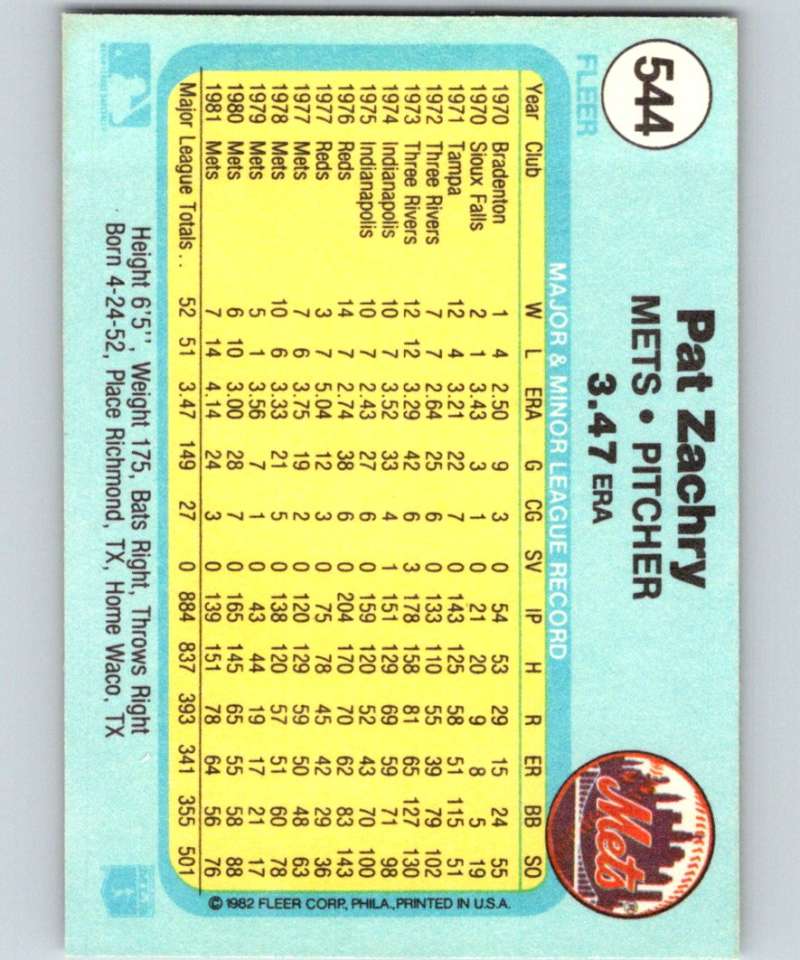 544
FLEER
Pat Zachry
METS • PITCHER
3.47 ERA
Mets
MAJOR & MINOR LEAGUE RECORD
Year Club W L ERA G CG SV IP H R ER BB SO
1970 Bradenton 1 4 2.50 9 3 0 54 53 29 15 24 55
1970 Sioux Falls 2 1 3.43 3 1 0 21 20 9 8 5 19
1971 Tampa 12 4 3.21 22 7 0 143 125 58 51 115 51
1972 Three Rivers 7 7 2.64 25 6 0 133 110 55 39 79 102
1973 Three Rivers 12 12 3.29 42 6 3 178 158 81 65 127 130
1974 Indianapolis 10 7 3.52 33 4 1 151 129 69 59 71 98
1975 Indianapolis 10 7 2.43 27 6 0 159 120 52 43 70 100
1976 Reds 14 7 2.74 38 6 0 204 170 70 62 83 143
1977 Reds 3 7 5.04 12 3 0 75 78 45 42 29 36
1977 Mets 7 6 3.75 19 2 0 120 129 59 50 48 63
1978 Mets 10 6 3.33 21 5 0 138 120 57 51 60 78
1979 Mets 5 1 3.56 7 1 0 43 44 19 17 21 17
1980 Mets 6 10 3.00 28 7 0 165 145 65 55 58 88
1981 Mets 7 14 4.14 24 3 0 139 151 78 64 56 76
Major League Totals .. 52 51 3.47 149 27 0 884 837 393 341 355 501
© 1982 FLEER CORP., PHILA., PRINTED IN U.S.A.
Height 6'5'', Weight 175, Bats Right, Throws Right
Born 4-24-52, Place Richmond, TX, Home Waco, TX